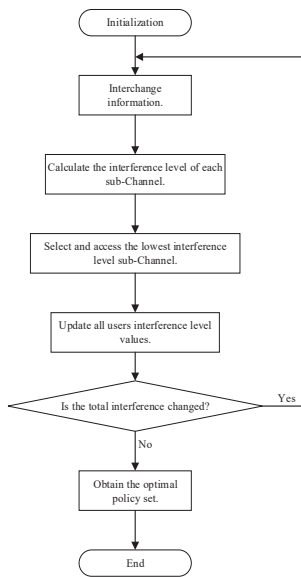 Initialization
Interchange
information.
Calculate the interference level of each
sub-Channel.
Select and access the lowest interference
level sub-Channel.
Update all users interference level
values.
Is the total interference changed?
Yes
No
Obtain the optimal
policy set.
End